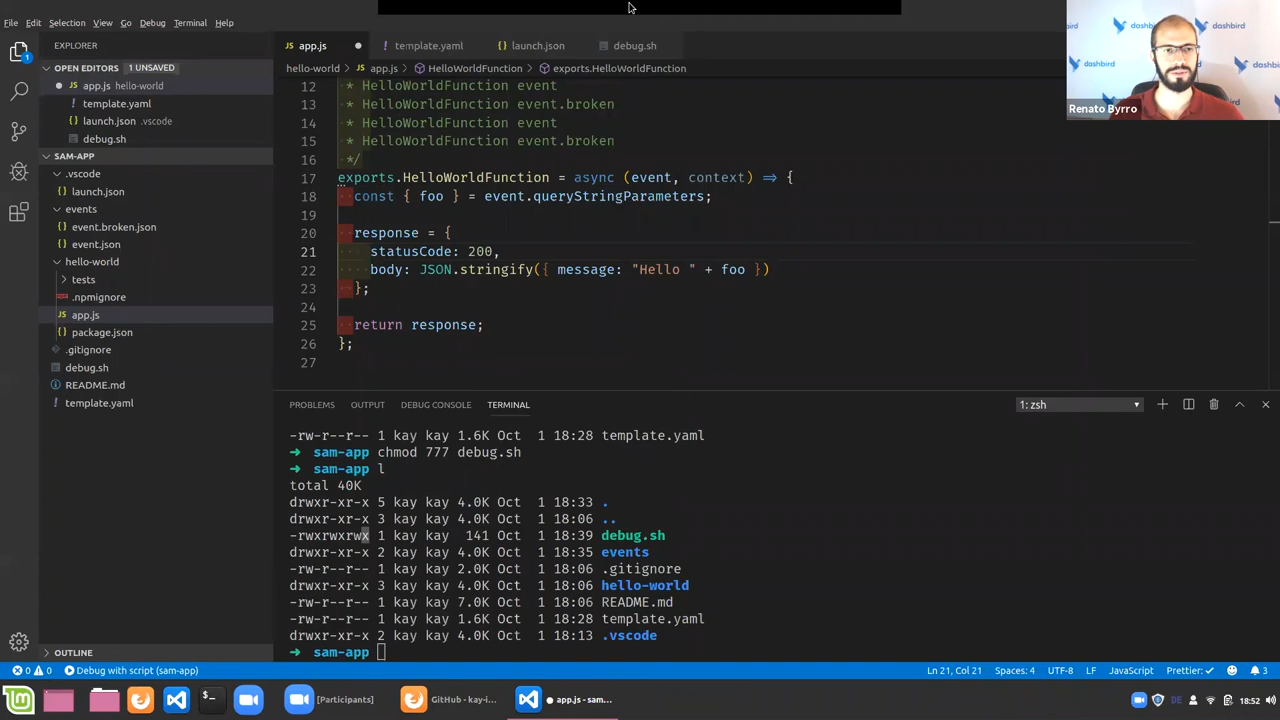 File Edit Selection View Go Debug Terminal Help
dashbird dashbird
dashbird
Renato Byrro
EXPLORER
OPEN EDITORS 1 UNSAVED
app.js hello-world
template.yaml
launch.json .vscode
debug.sh
SAM-APP
.vscode
launch.json
events
event.broken.json
event.json
hello-world
tests
.npmignore
app.js
package.json
.gitignore
debug.sh
README.md
template.yaml
OUTLINE
app.js template.yaml launch.json debug.sh
hello-world > app.js > HelloWorldFunction > exports.HelloWorldFunction
12 * HelloWorldFunction event
13 * HelloWorldFunction event.broken
14 * HelloWorldFunction event
15 * HelloWorldFunction event.broken
16 */
17 exports.HelloWorldFunction = async (event, context) => {
18 const { foo } = event.queryStringParameters;
19
20 response = {
21 statusCode: 200,
22 body: JSON.stringify({ message: "Hello " + foo })
23 };
24
25 return response;
26 };
27
PROBLEMS OUTPUT DEBUG CONSOLE TERMINAL 1: zsh
-rw-r--r-- 1 kay kay 1.6K Oct 1 18:28 template.yaml
→ sam-app chmod 777 debug.sh
→ sam-app l
total 40K
drwxr-xr-x 5 kay kay 4.0K Oct 1 18:33 .
drwxr-xr-x 3 kay kay 4.0K Oct 1 18:06 ..
-rwxrwxrwx 1 kay kay 141 Oct 1 18:39 debug.sh
drwxr-xr-x 2 kay kay 4.0K Oct 1 18:35 events
-rw-r--r-- 1 kay kay 2.0K Oct 1 18:06 .gitignore
drwxr-xr-x 3 kay kay 4.0K Oct 1 18:06 hello-world
-rw-r--r-- 1 kay kay 7.0K Oct 1 18:06 README.md
-rw-r--r-- 1 kay kay 1.6K Oct 1 18:28 template.yaml
drwxr-xr-x 2 kay kay 4.0K Oct 1 18:13 .vscode
→ sam-app
0 0 Debug with script (sam-app) Ln 21, Col 21 Spaces: 4 UTF-8 LF JavaScript Prettier: ✓ 3
[Participants] GitHub - kay-i... app.js - sam... DE 18:52